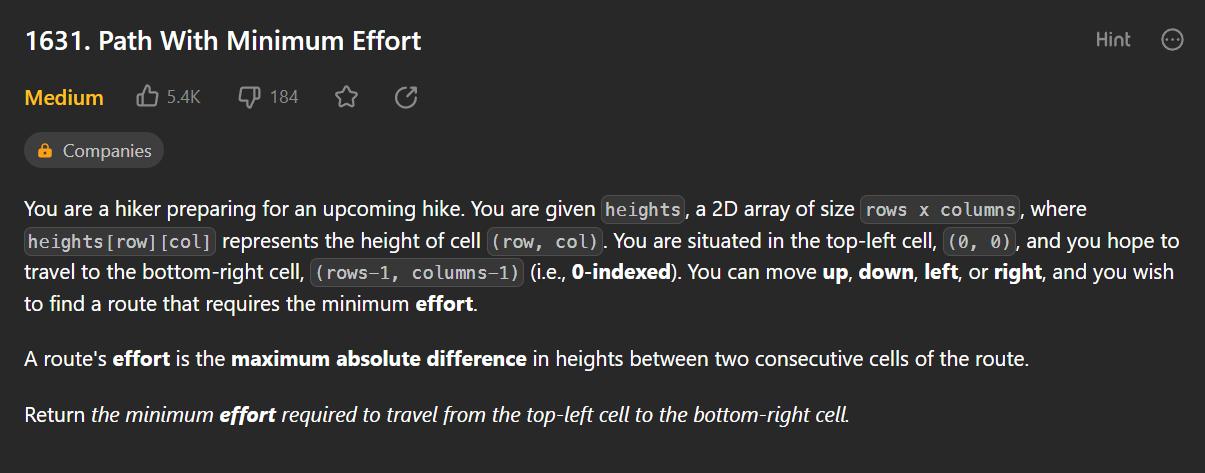 1631. Path With Minimum Effort
Hint
Medium 5.4K 184
Companies
You are a hiker preparing for an upcoming hike. You are given heights, a 2D array of size rows x columns, where
heights[row][col] represents the height of cell (row, col). You are situated in the top-left cell, (0, 0), and you hope to
travel to the bottom-right cell, (rows-1, columns-1) (i.e., 0-indexed). You can move up, down, left, or right, and you wish
to find a route that requires the minimum effort.
A route's effort is the maximum absolute difference in heights between two consecutive cells of the route.
Return the minimum effort required to travel from the top-left cell to the bottom-right cell.